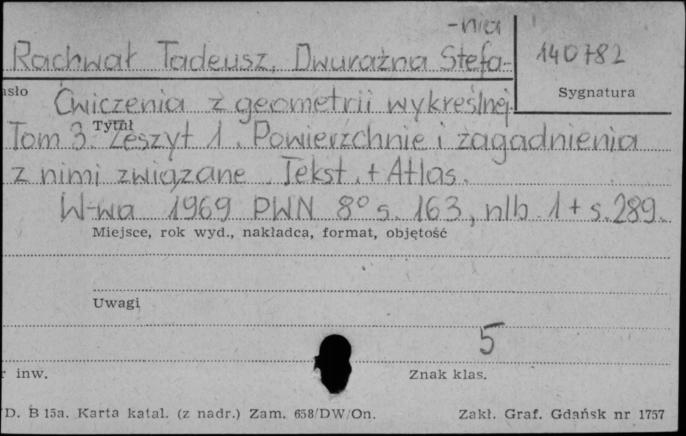 -nia
Rachwał Tadeusz, Dwurażna Stefa-
140782
Sygnatura
asło
Ćwiczenia z geometrii wykreślnej.
Tytuł
Tom 3. Zeszyt 1. Powierzchnie i zagadnienia
z nimi związane. Tekst. + Atlas.
W-wa 1969 PWN 8° s. 163, nlb. 1 + s. 289.
Miejsce, rok wyd., nakładca, format, objętość
Uwagi
5
r inw.
Znak klas.
D. B 15a. Karta katal. (z nadr.) Zam. 658/DW/On.
Zakł. Graf. Gdańsk nr 1757